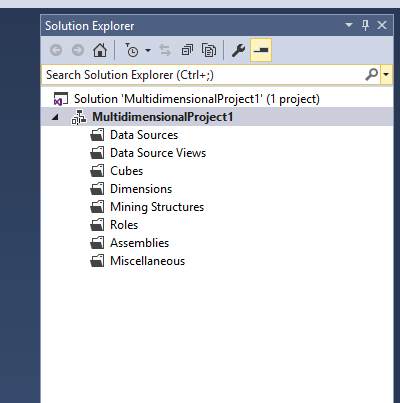 Solution Explorer
Search Solution Explorer (Ctrl+;)
Solution 'MultidimensionalProject1' (1 project)
MultidimensionalProject1
Data Sources
Data Source Views
Cubes
Dimensions
Mining Structures
Roles
Assemblies
Miscellaneous